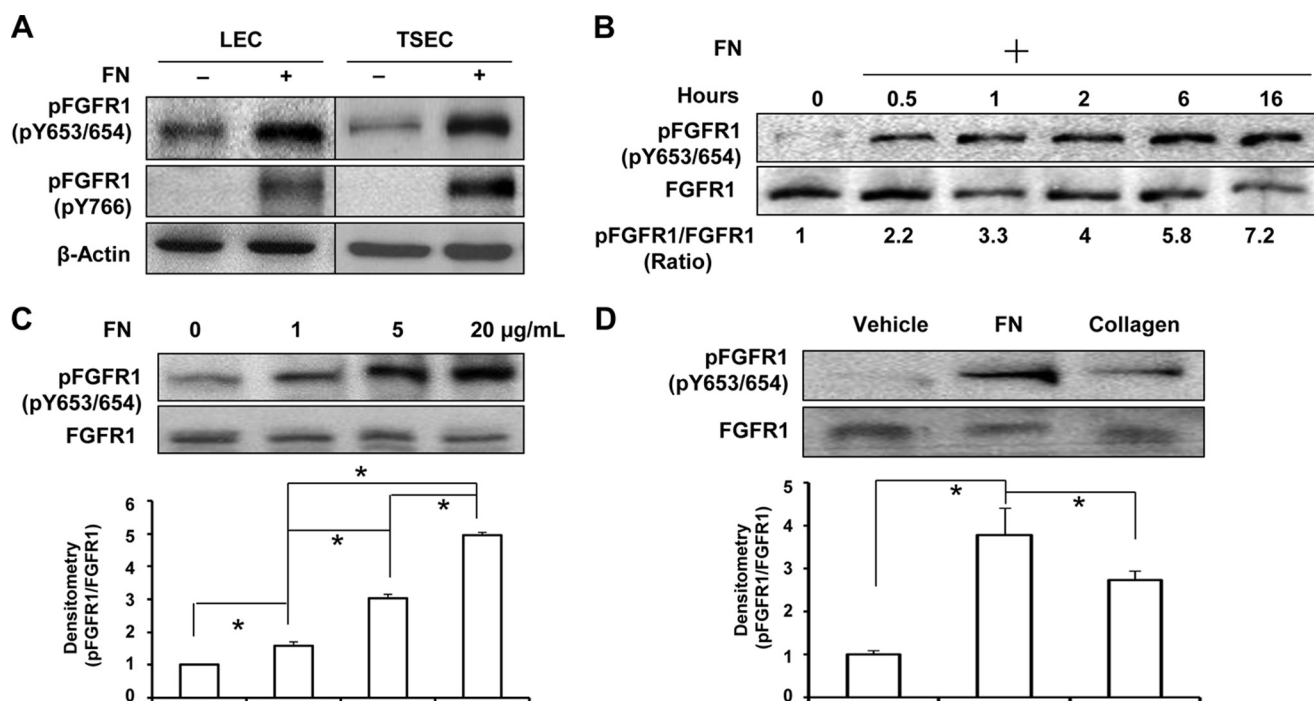 A
LEC TSEC
FN – + – +
pFGFR1
(pY653/654)
pFGFR1
(pY766)
β-Actin
B
FN +
Hours 0 0.5 1 2 6 16
pFGFR1
(pY653/654)
FGFR1
pFGFR1/FGFR1 1 2.2 3.3 4 5.8 7.2
(Ratio)
C
FN 0 1 5 20 µg/mL
pFGFR1
(pY653/654)
FGFR1
Densitometry
(pFGFR1/FGFR1)
6
5
4
3
2
1
0
* * * *
D
Vehicle FN Collagen
pFGFR1
(pY653/654)
FGFR1
Densitometry
(pFGFR1/FGFR1)
5
4
3
2
1
0
* *